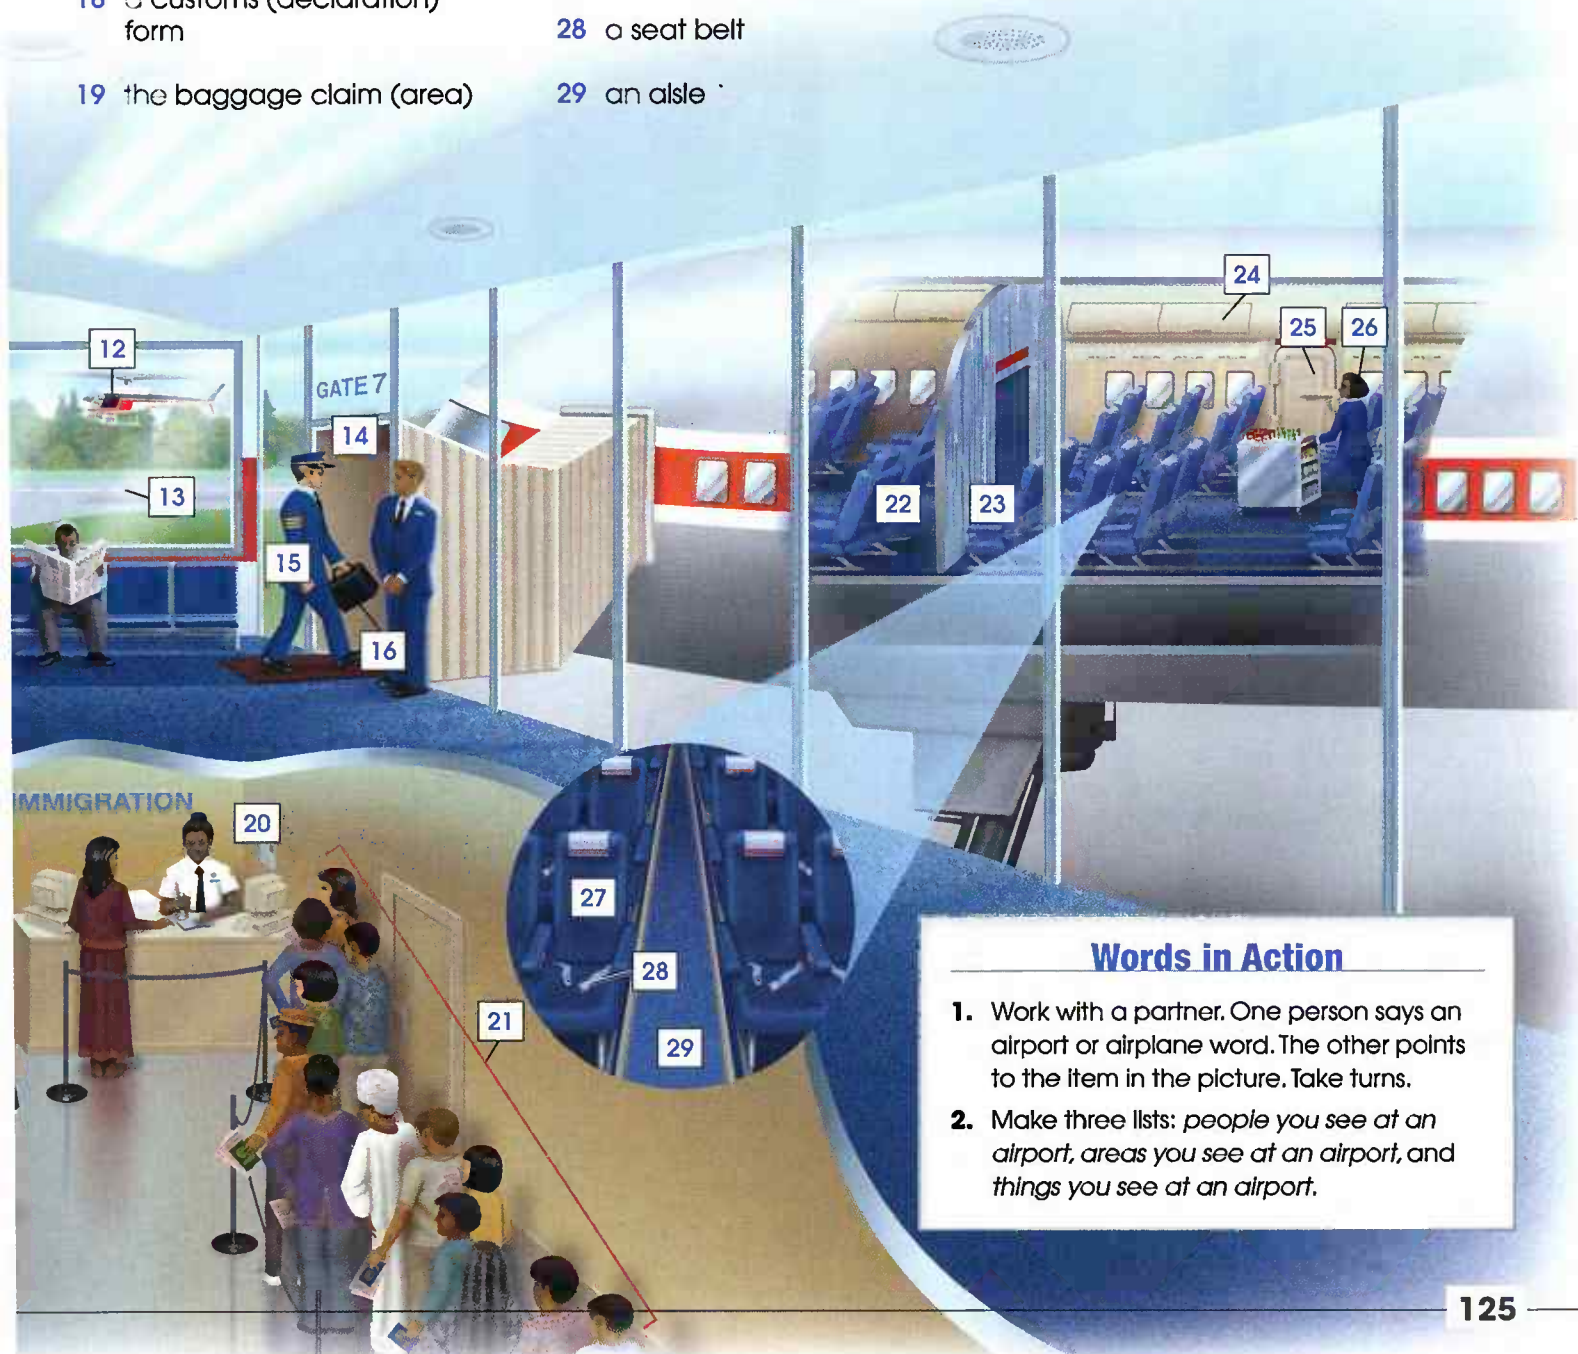 18 a customs (declaration)
form
19 the baggage claim (area)
28 a seat belt
29 an aisle
24
25 26
12
GATE 7
14
13
22 23
15
16
IMMIGRATION
20
27
28
21
29
Words in Action
1. Work with a partner. One person says an
airport or airplane word. The other points
to the item in the picture. Take turns.
2. Make three lists: people you see at an
airport, areas you see at an airport, and
things you see at an airport.
125